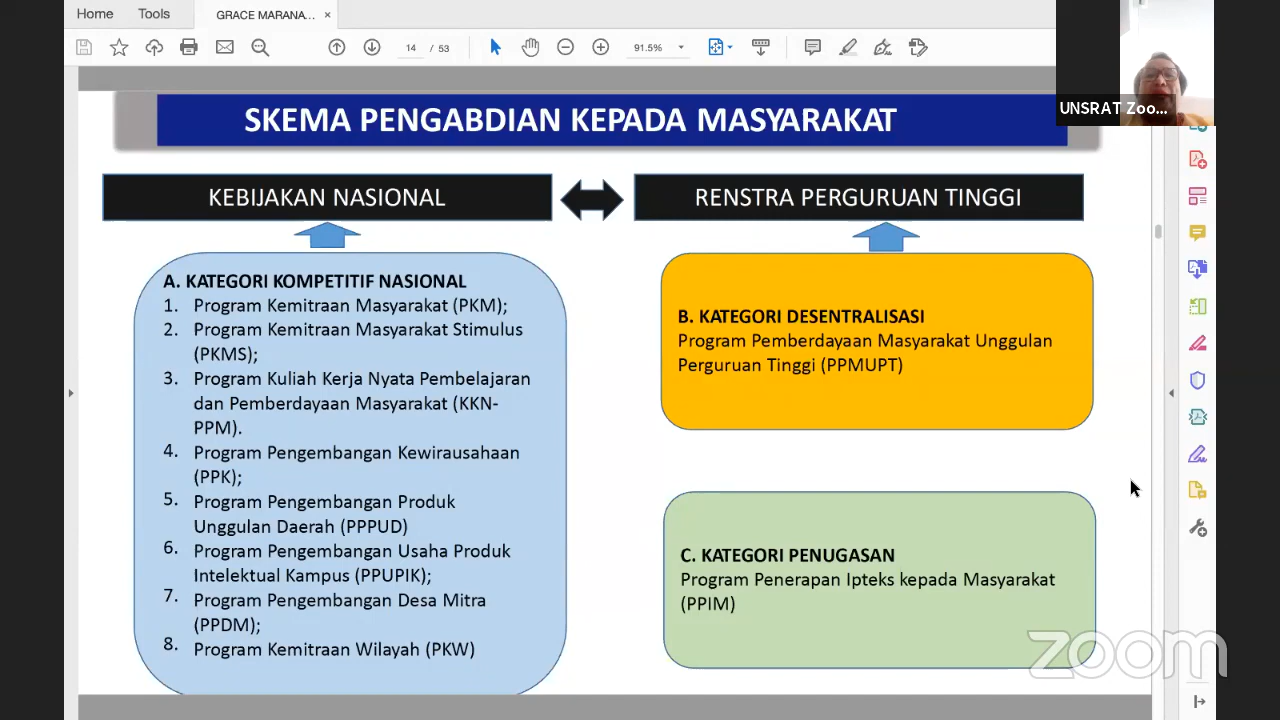 Home
Tools
GRACE MARANA... ×
14 / 53
91.5%
UNSRAT Zoo...
SKEMA PENGABDIAN KEPADA MASYARAKAT
KEBIJAKAN NASIONAL
RENSTRA PERGURUAN TINGGI
A. KATEGORI KOMPETITIF NASIONAL
1. Program Kemitraan Masyarakat (PKM);
2. Program Kemitraan Masyarakat Stimulus
(PKMS);
3. Program Kuliah Kerja Nyata Pembelajaran
dan Pemberdayaan Masyarakat (KKN-
PPM).
4. Program Pengembangan Kewirausahaan
(PPK);
5. Program Pengembangan Produk
Unggulan Daerah (PPPUD)
6. Program Pengembangan Usaha Produk
Intelektual Kampus (PPUPIK);
7. Program Pengembangan Desa Mitra
(PPDM);
8. Program Kemitraan Wilayah (PKW)
B. KATEGORI DESENTRALISASI
Program Pemberdayaan Masyarakat Unggulan
Perguruan Tinggi (PPMUPT)
C. KATEGORI PENUGASAN
Program Penerapan Ipteks kepada Masyarakat
(PPIM)
zoom